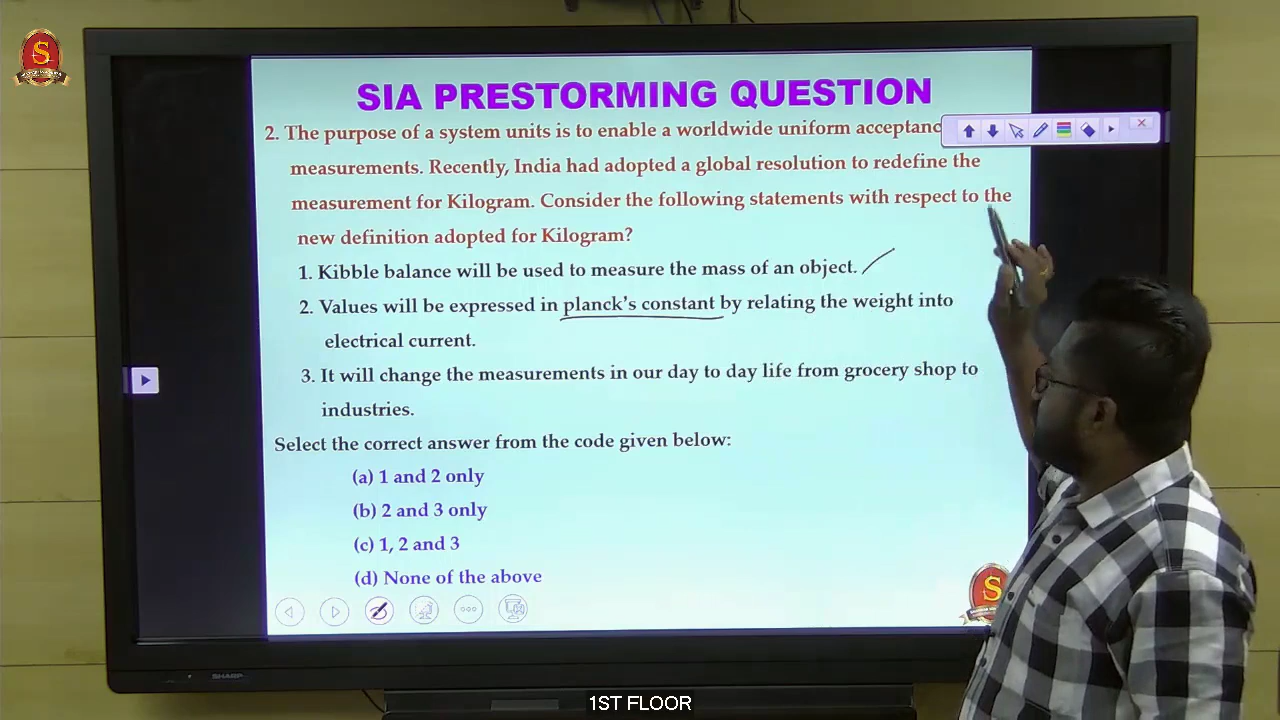 SIA PRESTORMING QUESTION
2. The purpose of a system units is to enable a worldwide uniform acceptanc
measurements. Recently, India had adopted a global resolution to redefine the
measurement for Kilogram. Consider the following statements with respect to the
new definition adopted for Kilogram?
1. Kibble balance will be used to measure the mass of an object.
2. Values will be expressed in planck's constant by relating the weight into
electrical current.
3. It will change the measurements in our day to day life from grocery shop to
industries.
Select the correct answer from the code given below:
(a) 1 and 2 only
(b) 2 and 3 only
(c) 1, 2 and 3
(d) None of the above
SHARP
1ST FLOOR
S
S